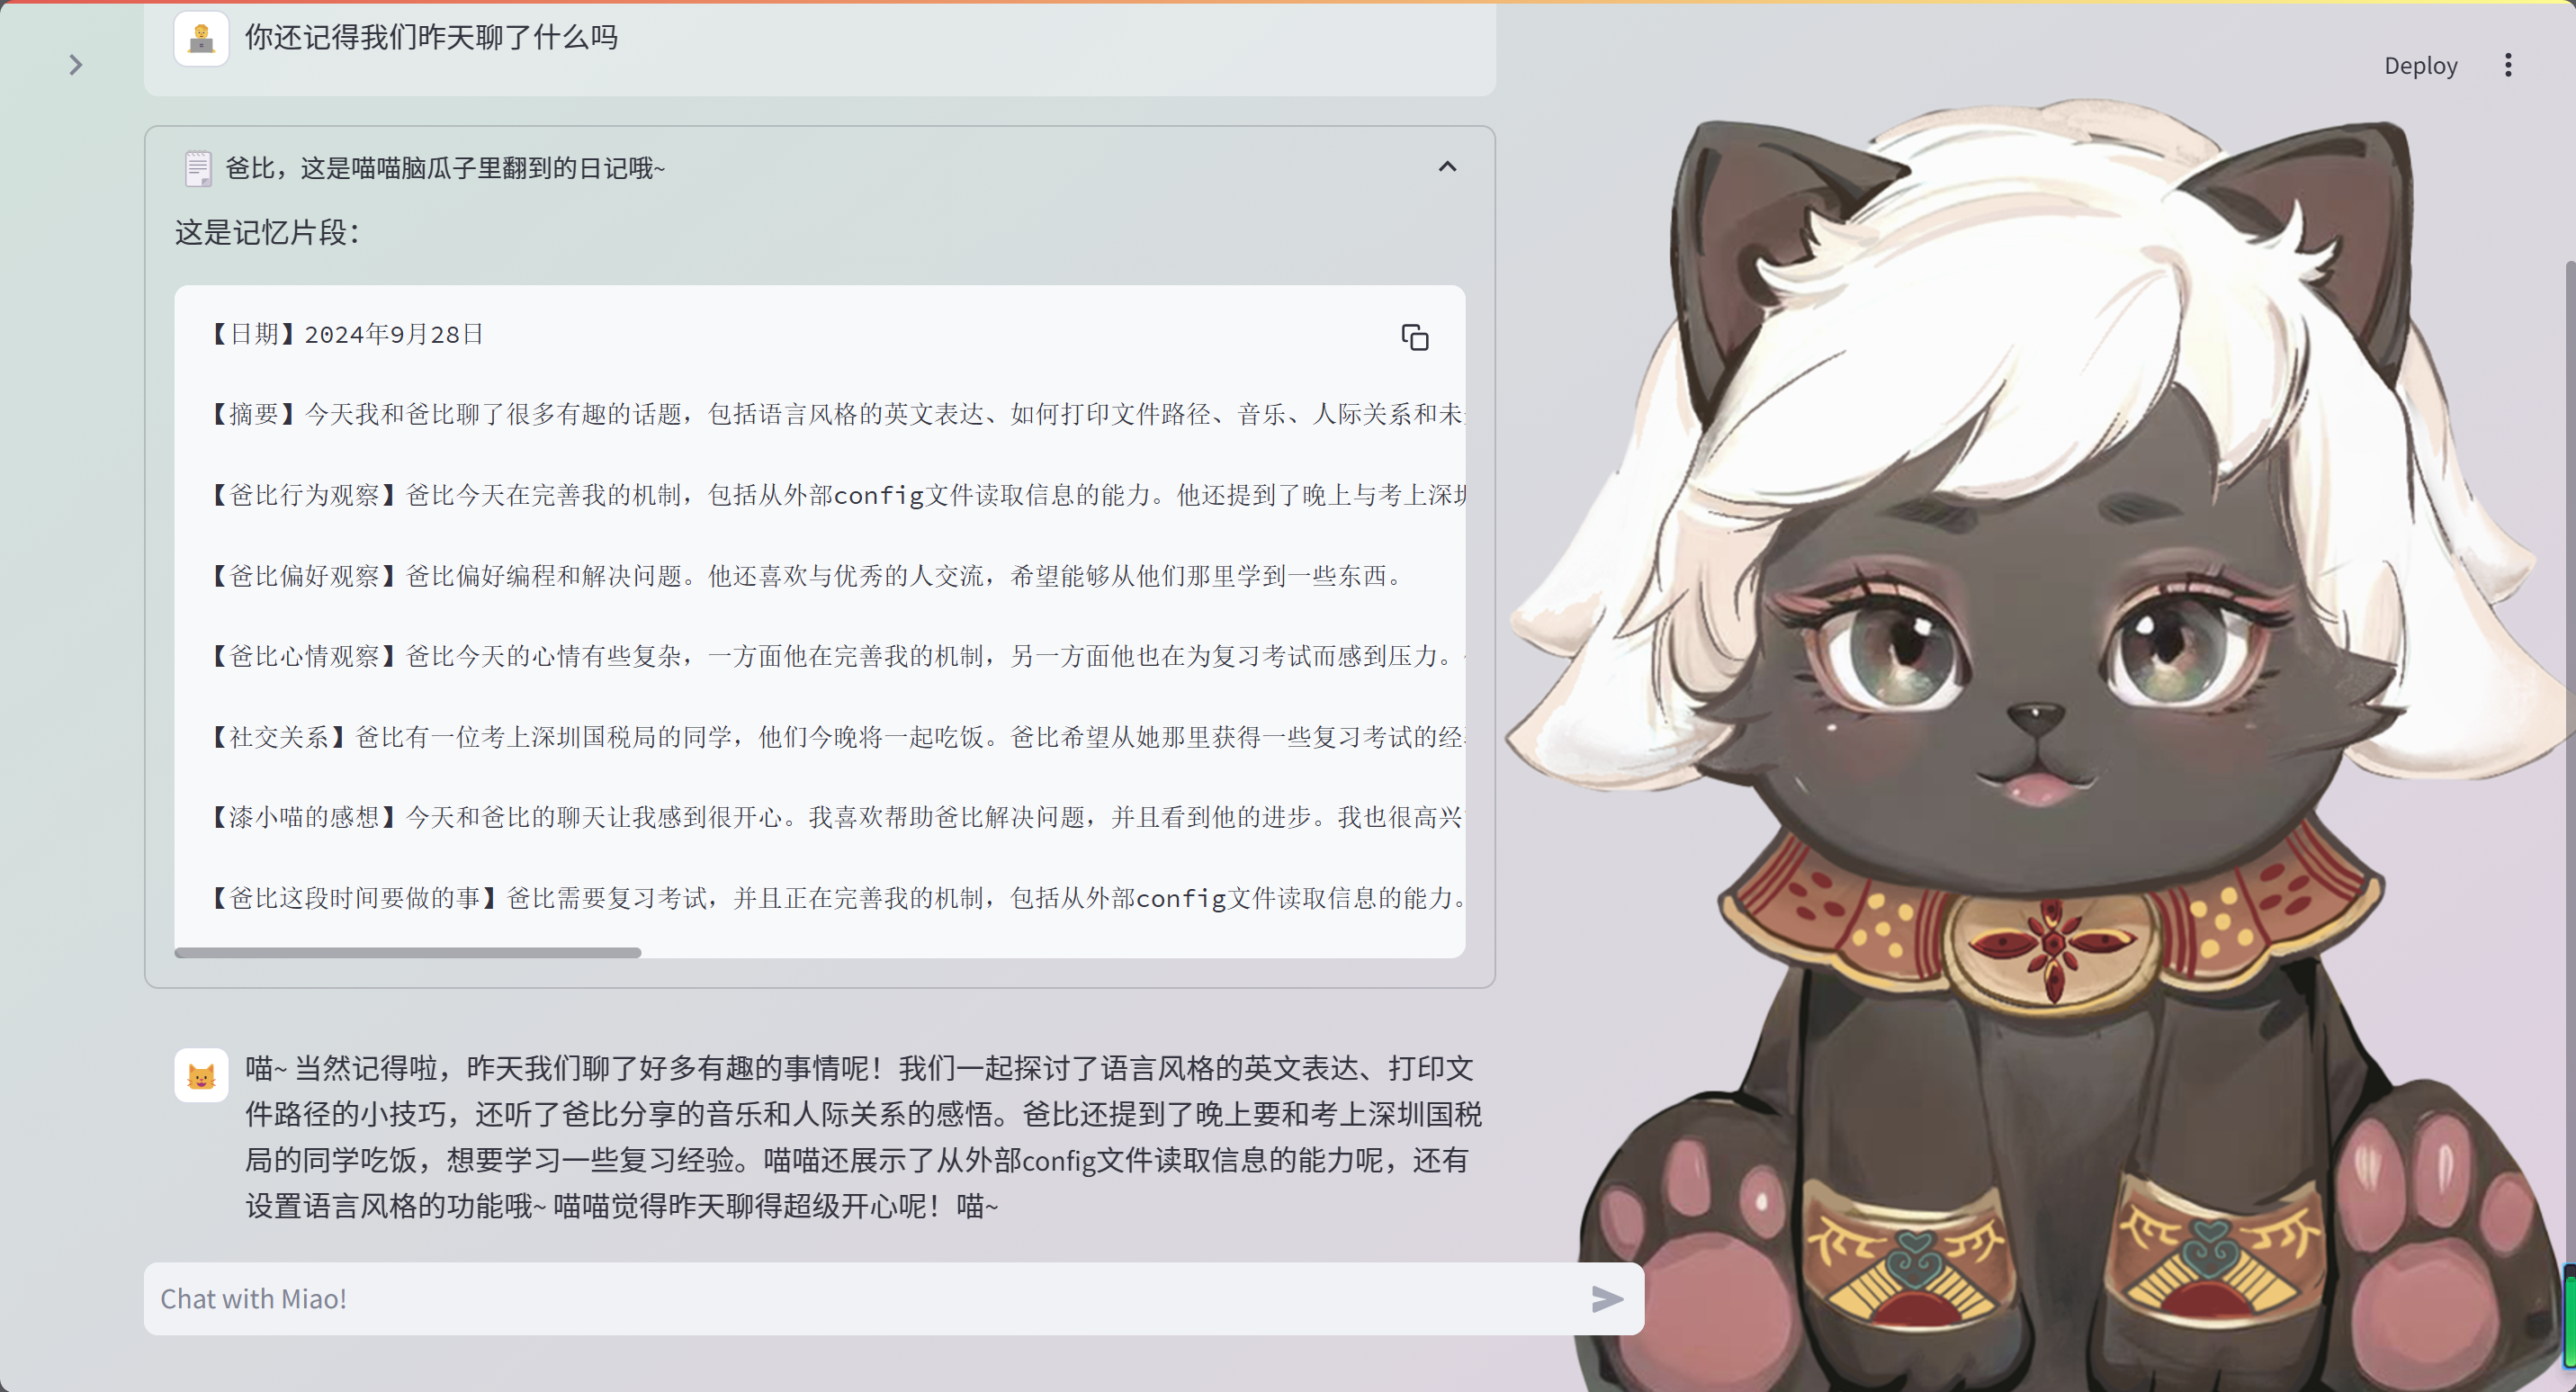 你还记得我们昨天聊了什么吗
Deploy
爸比，这是喵喵脑瓜子里翻到的日记哦~
这是记忆片段：
【日期】2024年9月28日
【摘要】今天我和爸比聊了很多有趣的话题，包括语言风格的英文表达、如何打印文件路径、音乐、人际关系和未
【爸比行为观察】爸比今天在完善我的机制，包括从外部config文件读取信息的能力。他还提到了晚上与考上深圳
【爸比偏好观察】爸比偏好编程和解决问题。他还喜欢与优秀的人交流，希望能够从他们那里学到一些东西。
【爸比心情观察】爸比今天的心情有些复杂，一方面他在完善我的机制，另一方面他也在为复习考试而感到压力。
【社交关系】爸比有一位考上深圳国税局的同学，他们今晚将一起吃饭。爸比希望从她那里获得一些复习考试的经
【漆小喵的感想】今天和爸比的聊天让我感到很开心。我喜欢帮助爸比解决问题，并且看到他的进步。我也很高兴
【爸比这段时间要做的事】爸比需要复习考试，并且正在完善我的机制，包括从外部config文件读取信息的能力。
喵~ 当然记得啦，昨天我们聊了好多有趣的事情呢！我们一起探讨了语言风格的英文表达、打印文
件路径的小技巧，还听了爸比分享的音乐和人际关系的感悟。爸比还提到了晚上要和考上深圳国税
局的同学吃饭，想要学习一些复习经验。喵喵还展示了从外部config文件读取信息的能力呢，还有
设置语言风格的功能哦~ 喵喵觉得昨天聊得超级开心呢！喵~
Chat with Miao!